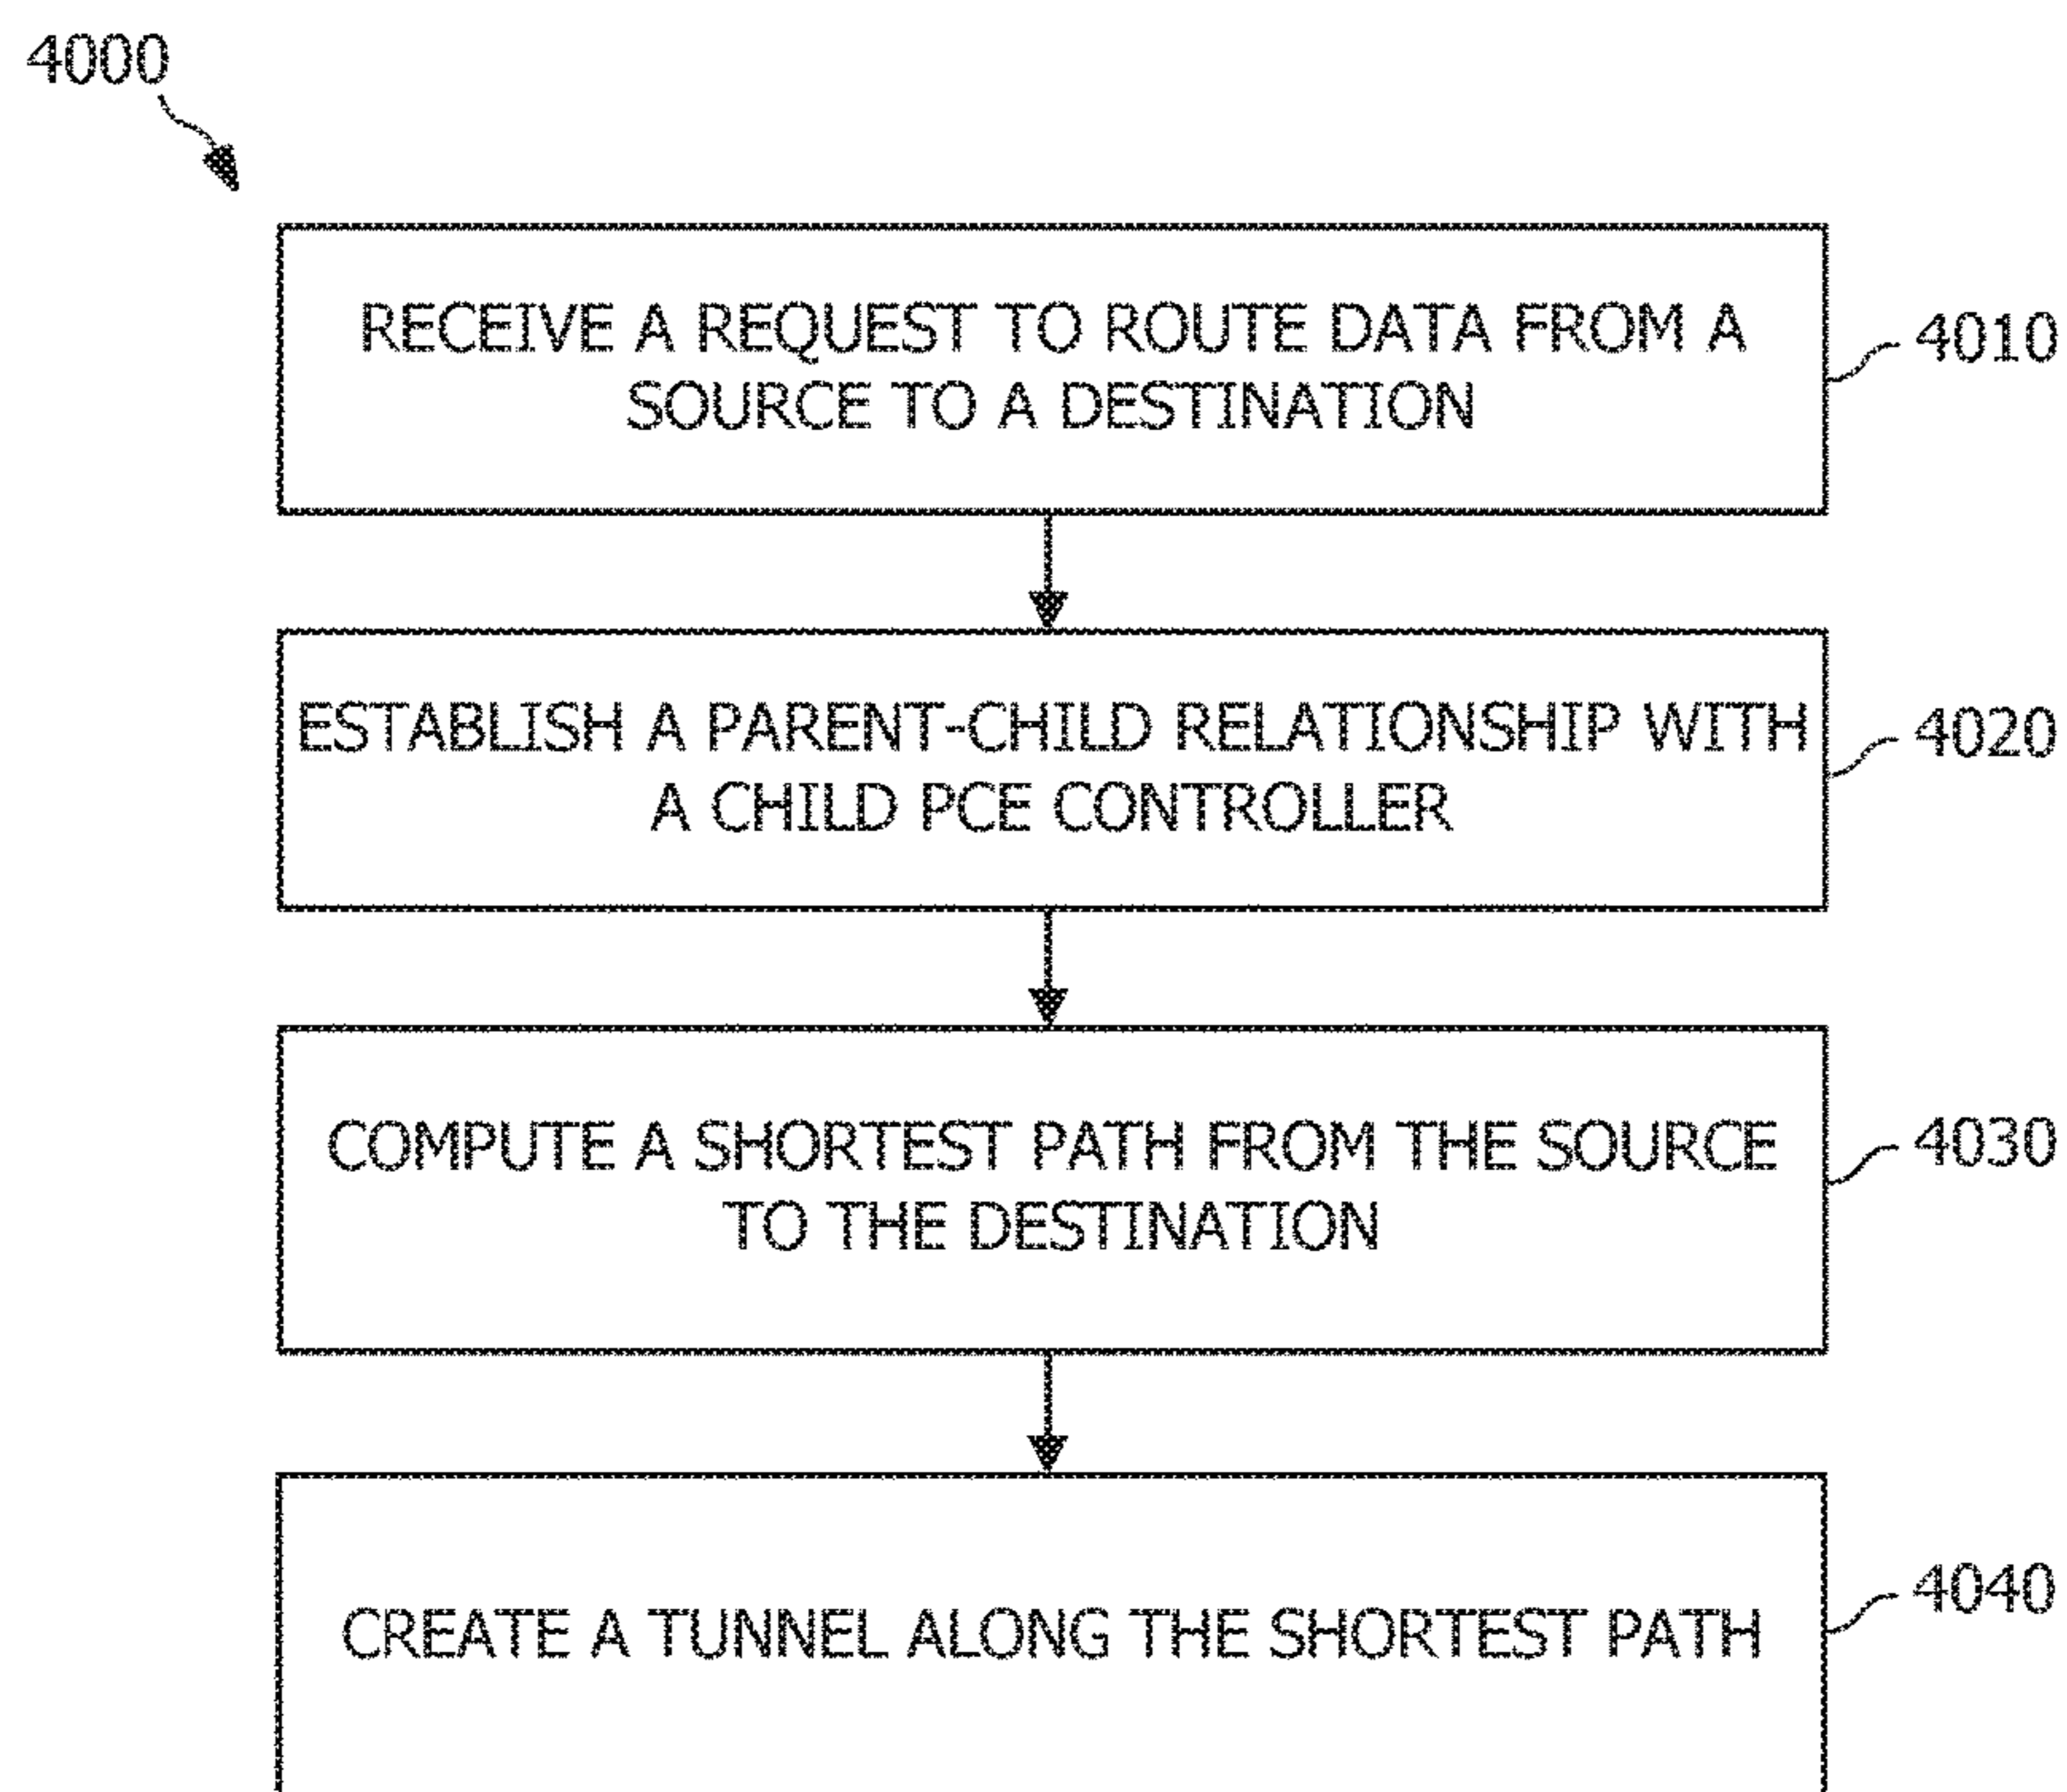 4000
RECEIVE A REQUEST TO ROUTE DATA FROM A
SOURCE TO A DESTINATION
4010
ESTABLISH A PARENT-CHILD RELATIONSHIP WITH
A CHILD PCE CONTROLLER
4020
COMPUTE A SHORTEST PATH FROM THE SOURCE
TO THE DESTINATION
4030
CREATE A TUNNEL ALONG THE SHORTEST PATH
4040